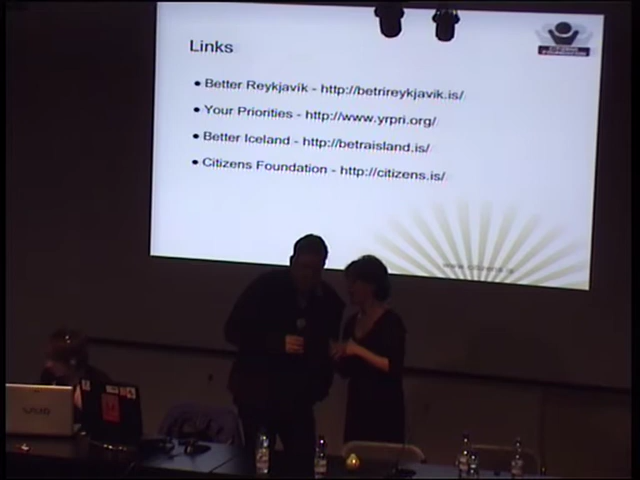 Links
• Better Reykjavík - http://betrireykjavik.is/
• Your Priorities - http://www.yrpri.org/
• Better Iceland - http://betraisland.is/
• Citizens Foundation - http://citizens.is/
VAIO